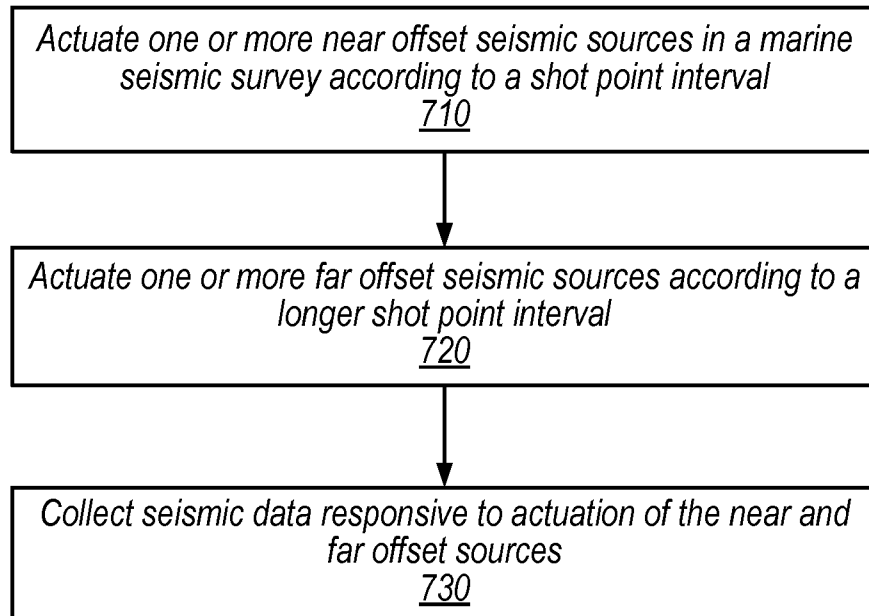 Actuate one or more near offset seismic sources in a marine
seismic survey according to a shot point interval
710
Actuate one or more far offset seismic sources according to a
longer shot point interval
720
Collect seismic data responsive to actuation of the near and
far offset sources
730